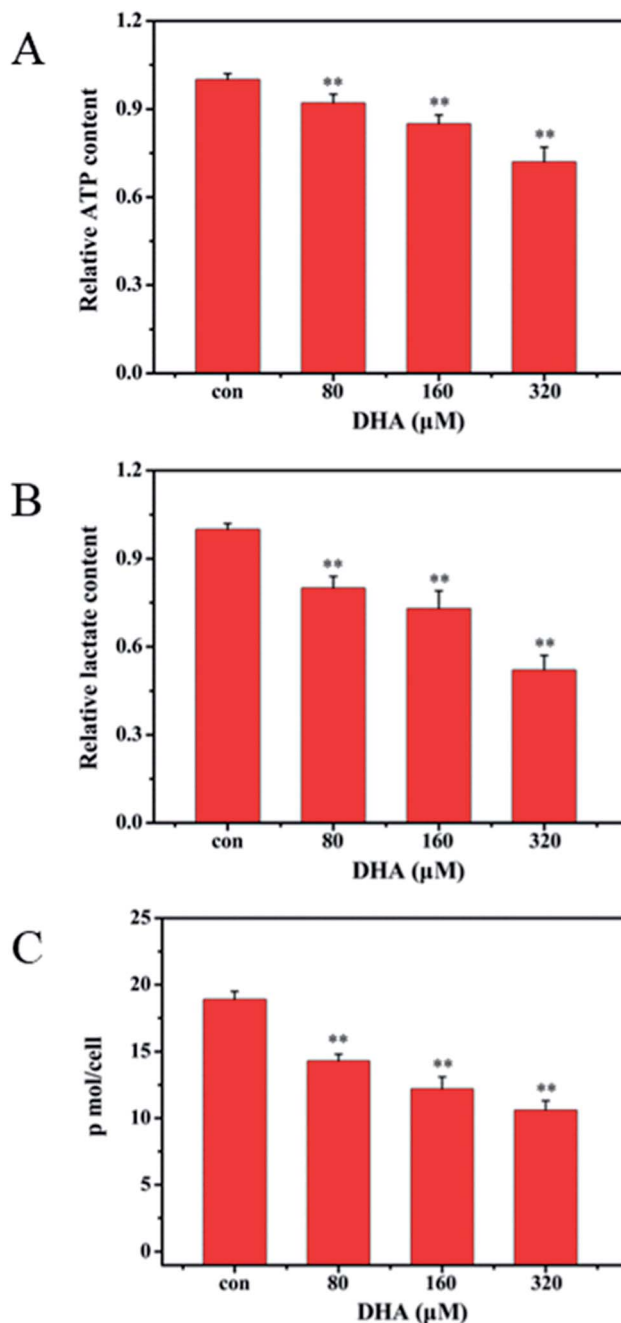 A
Relative ATP content
1.2
0.9
0.6
0.3
0.0
** ** **
con 80 160 320
DHA (μM)
B
Relative lactate content
1.2
0.9
0.6
0.3
0.0
** ** **
con 80 160 320
DHA (μM)
C
p mol/cell
25
20
15
10
5
0
** ** **
con 80 160 320
DHA (μM)